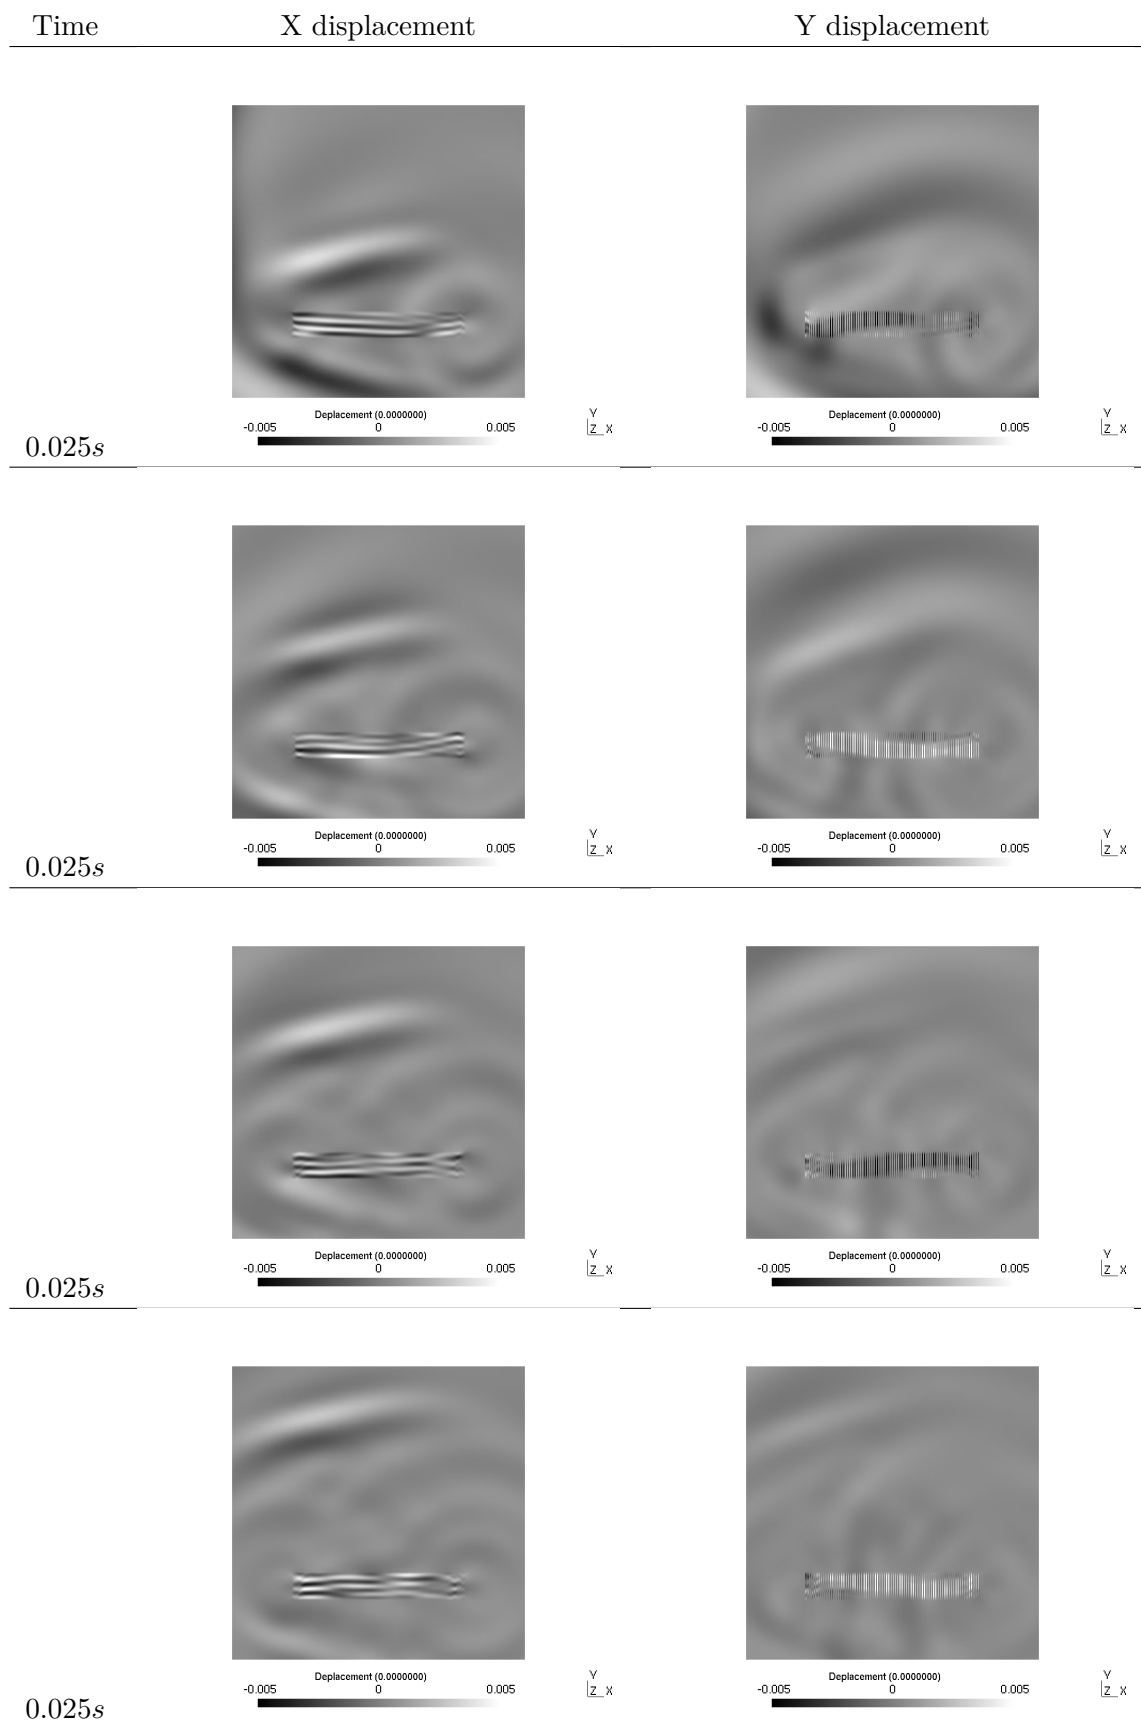 Time X displacement Y displacement
Deplacement (0.0000000) Y Deplacement (0.0000000) Y
-0.005 0 0.005 Z X -0.005 0 0.005 Z X
0.025s
Deplacement (0.0000000) Y Deplacement (0.0000000) Y
-0.005 0 0.005 Z X -0.005 0 0.005 Z X
0.025s
Deplacement (0.0000000) Y Deplacement (0.0000000) Y
-0.005 0 0.005 Z X -0.005 0 0.005 Z X
0.025s
Deplacement (0.0000000) Y Deplacement (0.0000000) Y
-0.005 0 0.005 Z X -0.005 0 0.005 Z X
0.025s